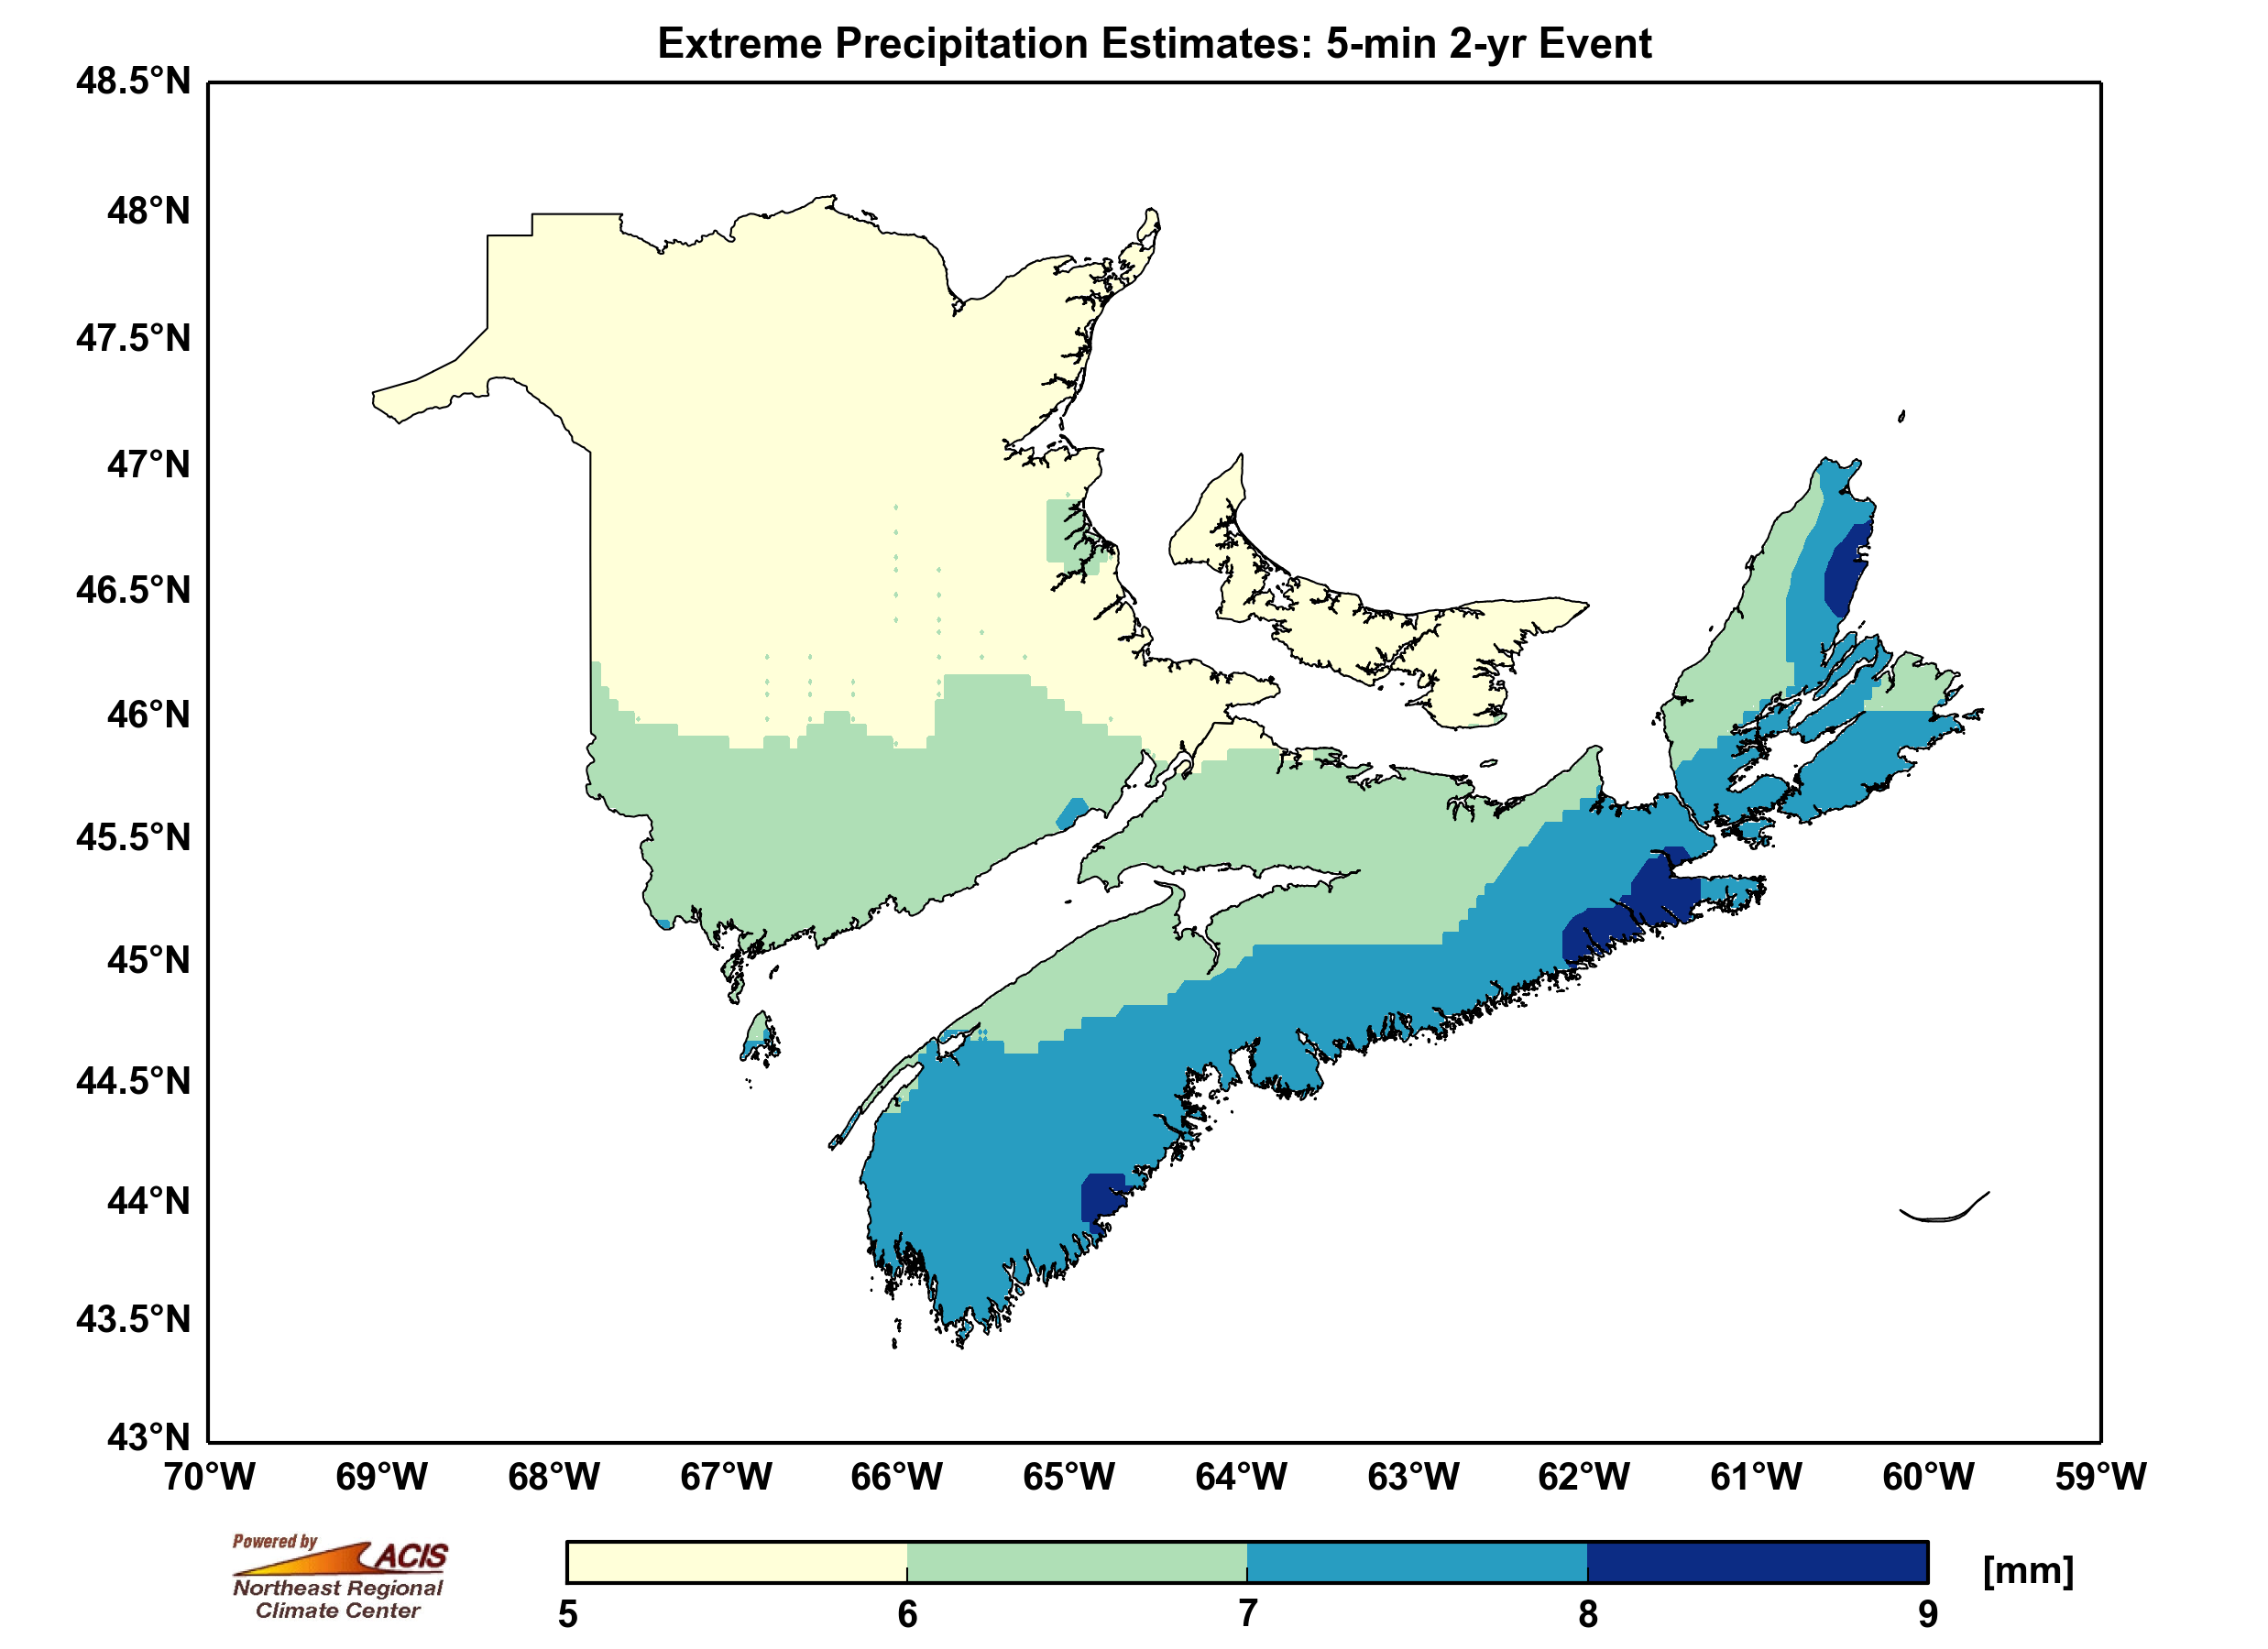 Extreme Precipitation Estimates: 5-min 2-yr Event
48.5°N
48°N
47.5°N
47°N
46.5°N
46°N
45.5°N
45°N
44.5°N
44°N
43.5°N
43°N
70°W 69°W 68°W 67°W 66°W 65°W 64°W 63°W 62°W 61°W 60°W 59°W
Powered by
ACIS
Northeast Regional
Climate Center
[mm]
5 6 7 8 9